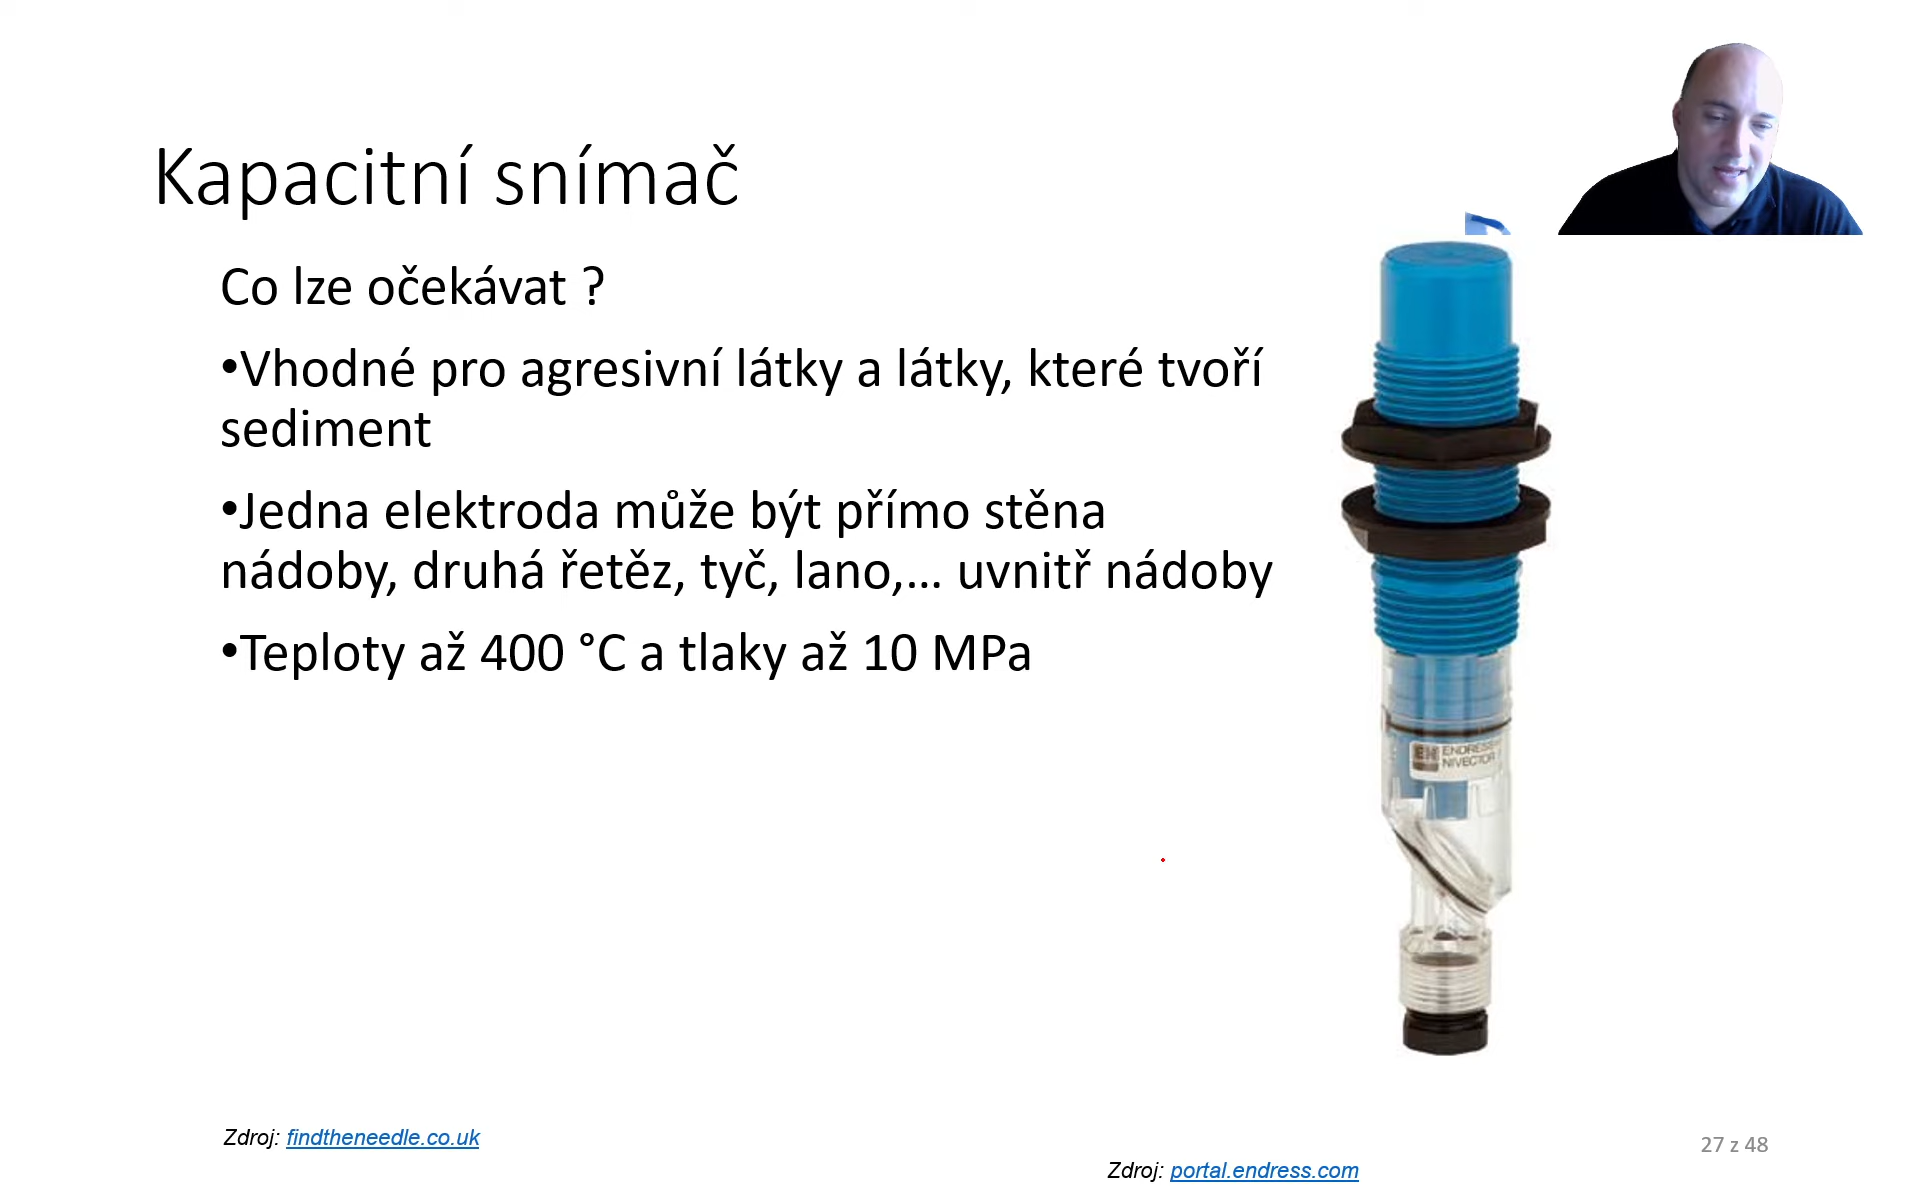 Kapacitní snímač
Co lze očekávat ?
•Vhodné pro agresivní látky a látky, které tvoří
sediment
•Jedna elektroda může být přímo stěna
nádoby, druhá řetěz, tyč, lano,... uvnitř nádoby
•Teploty až 400 °C a tlaky až 10 MPa
EH
NIVECTOR
Zdroj: findtheneedle.co.uk
27 z 48
Zdroj: portal.endress.com